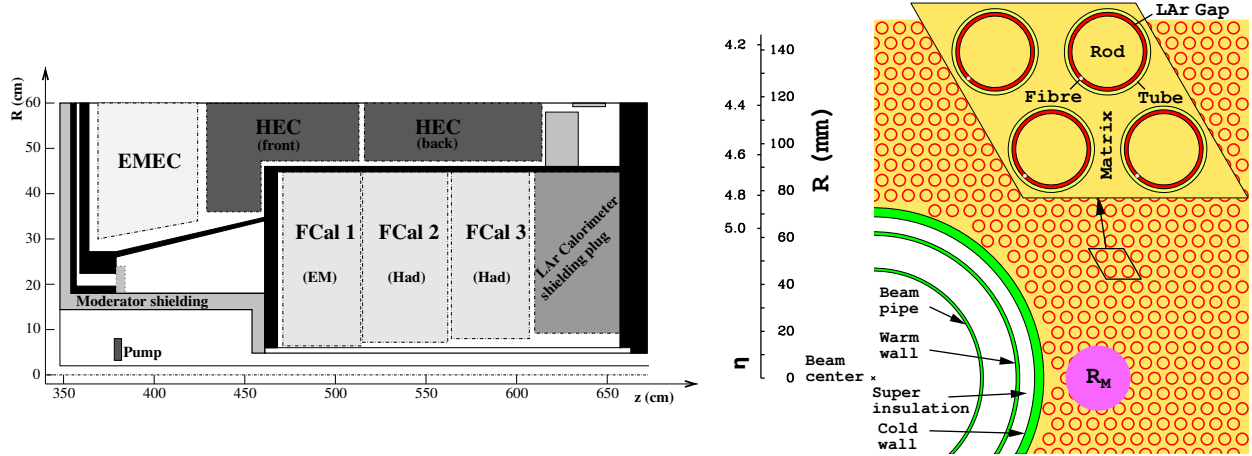 R (cm)
60
50
40
30
20
10
0
350
400
450
500
550
600
650
z (cm)
EMEC
HEC
(front)
HEC
(back)
FCal 1
(EM)
FCal 2
(Had)
FCal 3
(Had)
LAr Calorimeter
shielding plug
Moderator shielding
Pump
η
4.2
4.4
4.6
4.8
5.0
R (mm)
140
120
100
80
60
40
20
0
LAr Gap
Rod
Fibre
Tube
Matrix
Beam
pipe
Warm
wall
Beam
center
Super
insulation
Cold
wall
R_M